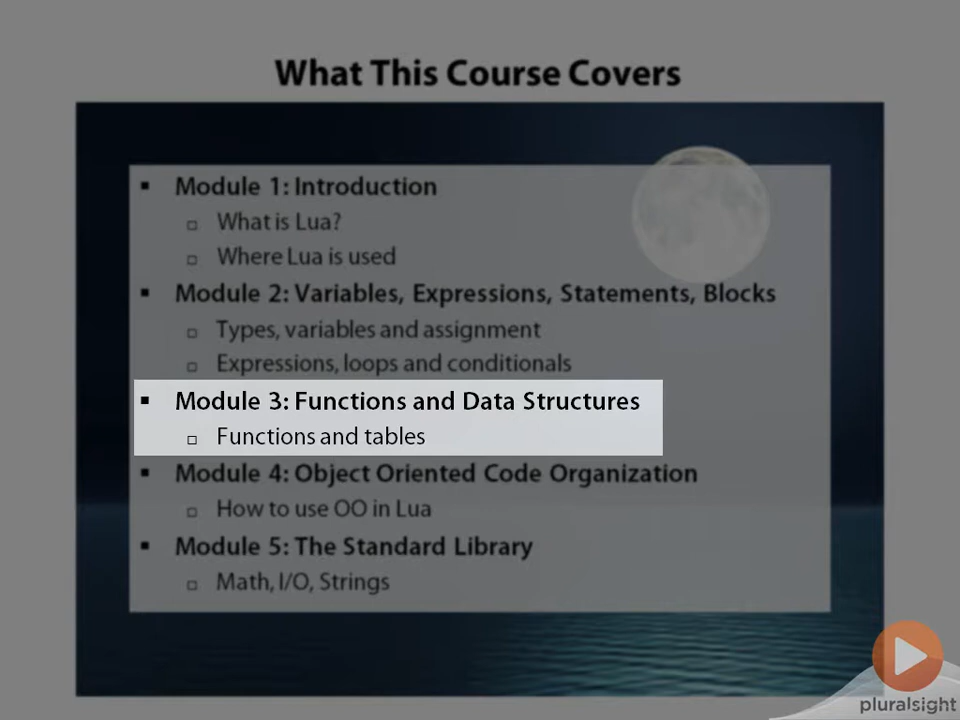 What This Course Covers
Module 1: Introduction
What is Lua?
Where Lua is used
Module 2: Variables, Expressions, Statements, Blocks
Types, variables and assignment
Expressions, loops and conditionals
Module 3: Functions and Data Structures
Functions and tables
Module 4: Object Oriented Code Organization
How to use OO in Lua
Module 5: The Standard Library
Math, I/O, Strings
pluralsight